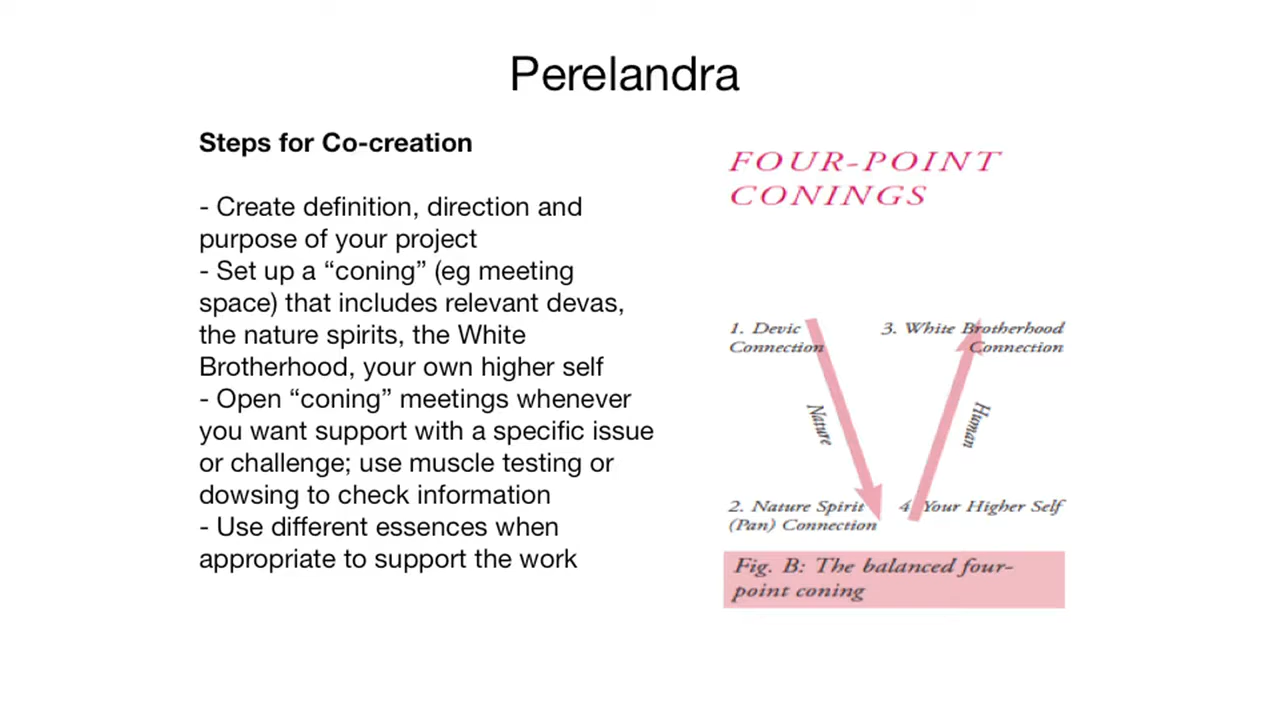 Perelandra
Steps for Co-creation
- Create definition, direction and
purpose of your project
- Set up a “coning” (eg meeting
space) that includes relevant devas,
the nature spirits, the White
Brotherhood, your own higher self
- Open “coning” meetings whenever
you want support with a specific issue
or challenge; use muscle testing or
dowsing to check information
- Use different essences when
appropriate to support the work
FOUR-POINT
CONINGS
1. Devic
Connection
3. White Brotherhood
Connection
Nature
Human
2. Nature Spirit
(Pan) Connection
4 Your Higher Self
Fig. B: The balanced four-
point coning